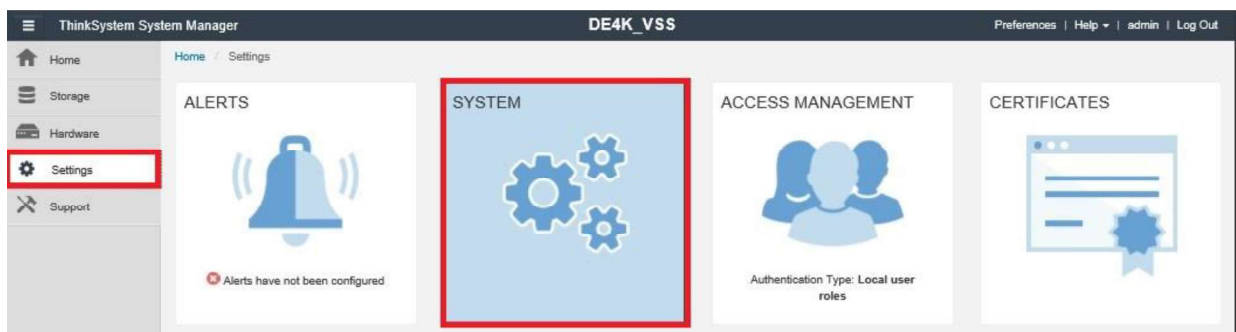 ThinkSystem System Manager
DE4K_VSS
Preferences | Help | admin | Log Out
Home
Storage
Hardware
Settings
Support
Home / Settings
ALERTS
Alerts have not been configured
SYSTEM
ACCESS MANAGEMENT
Authentication Type: Local user
roles
CERTIFICATES